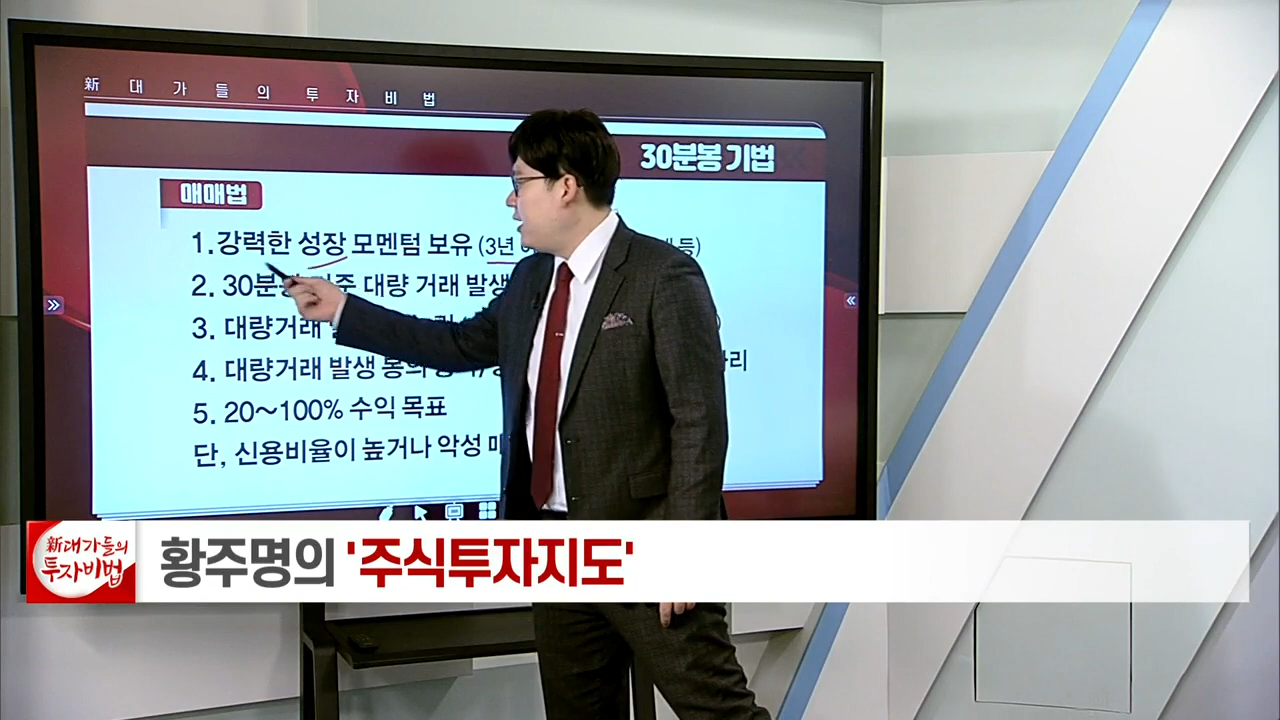 新 대 가 들 의 투 자 비 법
30분봉 기법
매매법
1. 강력한 성장 모멘텀 보유 (3년 등)
2. 30분봉 대량 거래 발생
3. 대량거래
4. 대량거래 발생 봉의
5. 20~100% 수익 목표
단, 신용비율이 높거나 악성
新대가들의
투자비법
황주명의 '주식투자지도'